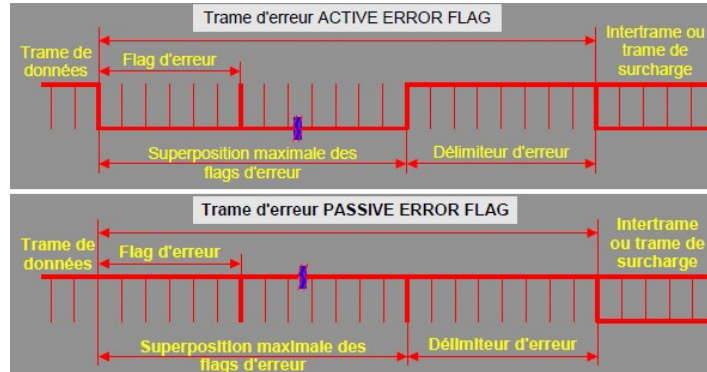 Trame d'erreur ACTIVE ERROR FLAG
Intertrame ou
trame de
surcharge
Trame de
données
Flag d'erreur
Superposition maximale des
flags d'erreur
Délimiteur d'erreur
Trame d'erreur PASSIVE ERROR FLAG
Intertrame
ou trame de
surcharge
Trame de
données
Flag d'erreur
Superposition maximale des
flags d'erreur
Délimiteur d'erreur